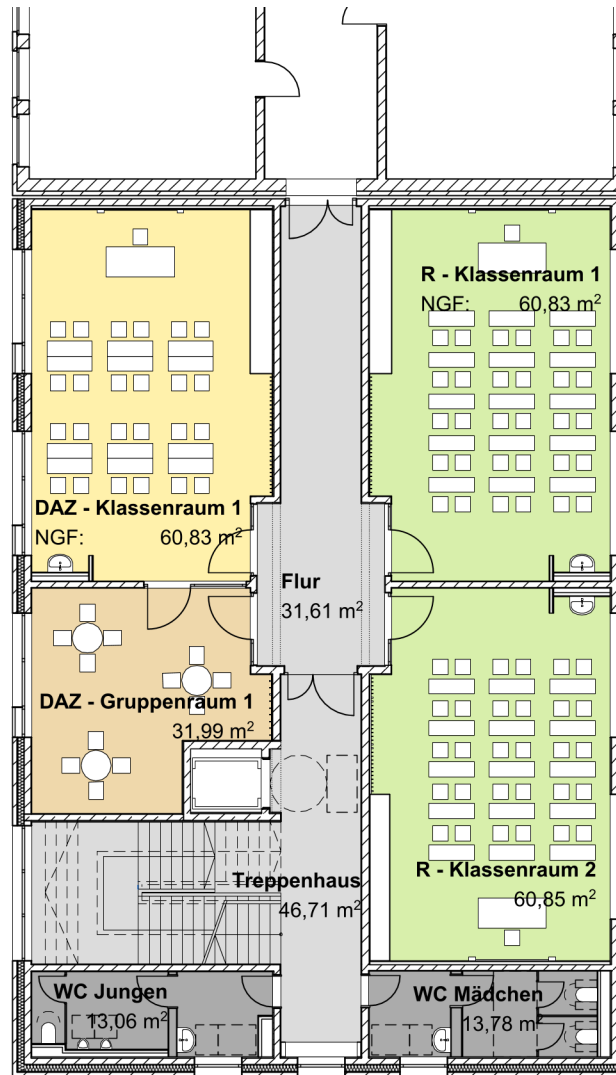 R - Klassenraum 1
NGF: 60,83 m²
DAZ - Klassenraum 1
NGF: 60,83 m²
Flur
31,61 m²
DAZ - Gruppenraum 1
31,99 m²
Treppenhaus
46,71 m²
R - Klassenraum 2
60,85 m²
WC Jungen
13,06 m²
WC Mädchen
13,78 m²